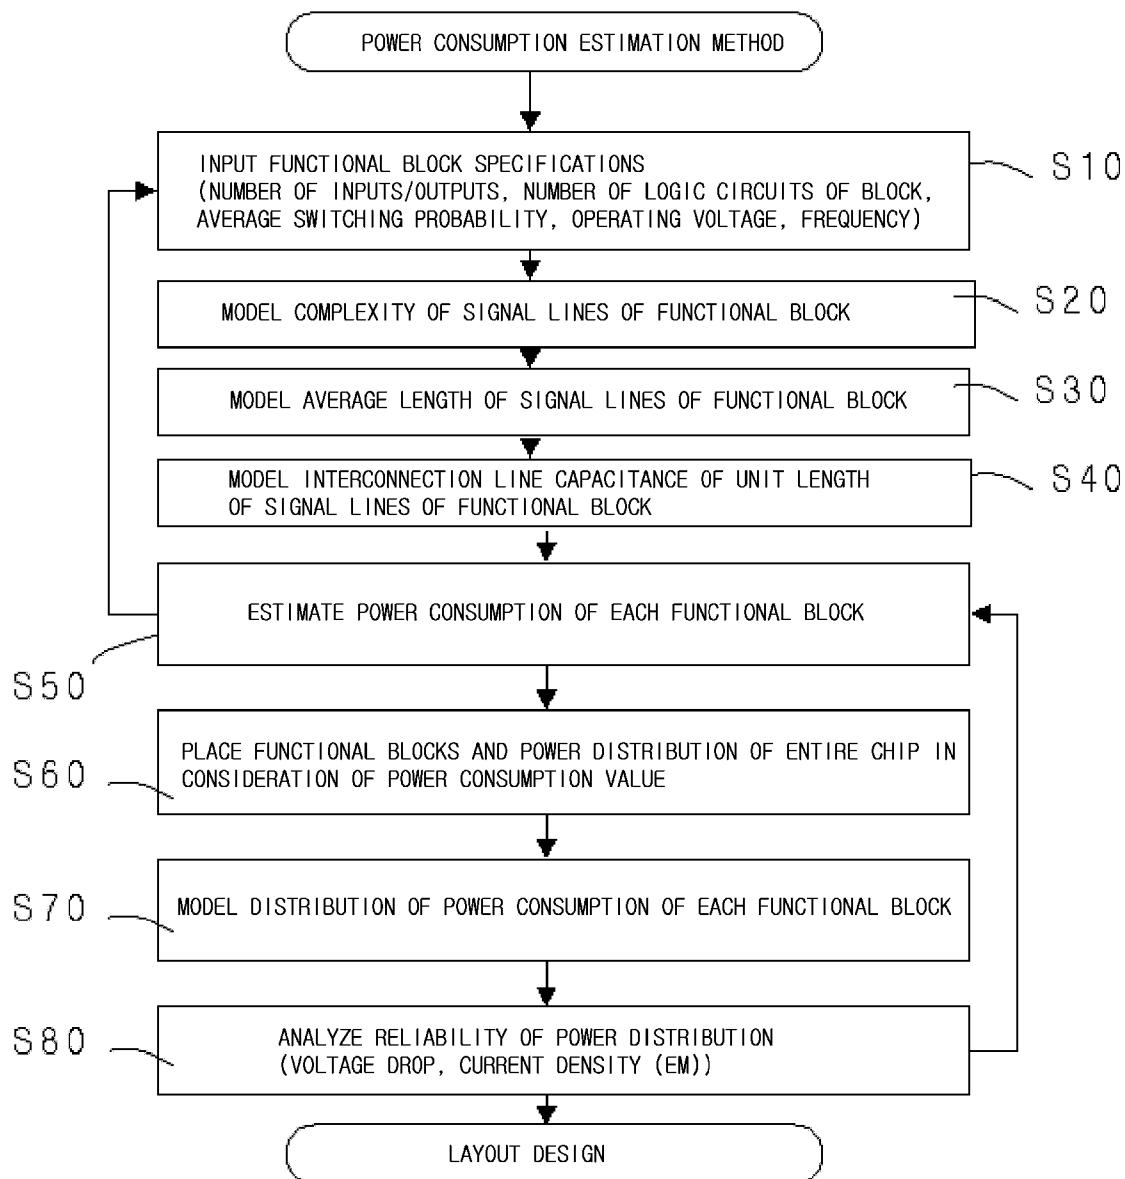 POWER CONSUMPTION ESTIMATION METHOD
INPUT FUNCTIONAL BLOCK SPECIFICATIONS
(NUMBER OF INPUTS/OUTPUTS, NUMBER OF LOGIC CIRCUITS OF BLOCK,
AVERAGE SWITCHING PROBABILITY, OPERATING VOLTAGE, FREQUENCY)
S10
MODEL COMPLEXITY OF SIGNAL LINES OF FUNCTIONAL BLOCK
S20
MODEL AVERAGE LENGTH OF SIGNAL LINES OF FUNCTIONAL BLOCK
S30
MODEL INTERCONNECTION LINE CAPACITANCE OF UNIT LENGTH
OF SIGNAL LINES OF FUNCTIONAL BLOCK
S40
ESTIMATE POWER CONSUMPTION OF EACH FUNCTIONAL BLOCK
S50
PLACE FUNCTIONAL BLOCKS AND POWER DISTRIBUTION OF ENTIRE CHIP IN
CONSIDERATION OF POWER CONSUMPTION VALUE
S60
MODEL DISTRIBUTION OF POWER CONSUMPTION OF EACH FUNCTIONAL BLOCK
S70
ANALYZE RELIABILITY OF POWER DISTRIBUTION
(VOLTAGE DROP, CURRENT DENSITY (EM))
S80
LAYOUT DESIGN